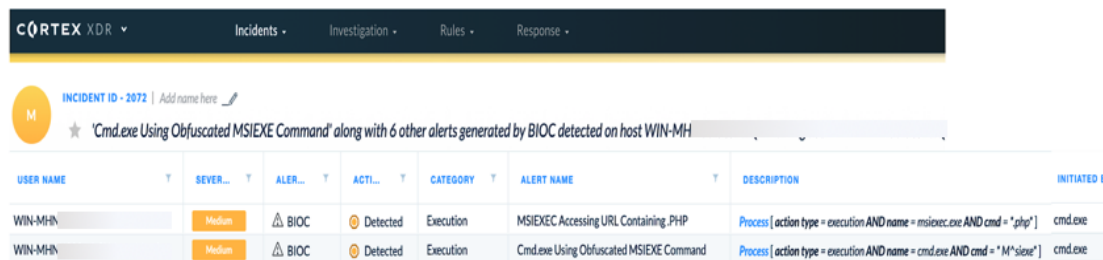 CORTEX XDR Incidents Investigation Rules Response
M
INCIDENT ID - 2072 | Add name here
'Cmd.exe Using Obfuscated MSIEXE Command' along with 6 other alerts generated by BIOC detected on host WIN-MH
USER NAME SEVER... ALER... ACTI... CATEGORY ALERT NAME DESCRIPTION INITIATED
WIN-MHN Medium BIOC Detected Execution MSIEXEC Accessing URL Containing .PHP Process [ action type = execution AND name = msiexec.exe AND cmd = *.php* ] cmd.exe
WIN-MHN Medium BIOC Detected Execution Cmd.exe Using Obfuscated MSIEXE Command Process [ action type = execution AND name = cmd.exe AND cmd = * M^siexe* ] cmd.exe